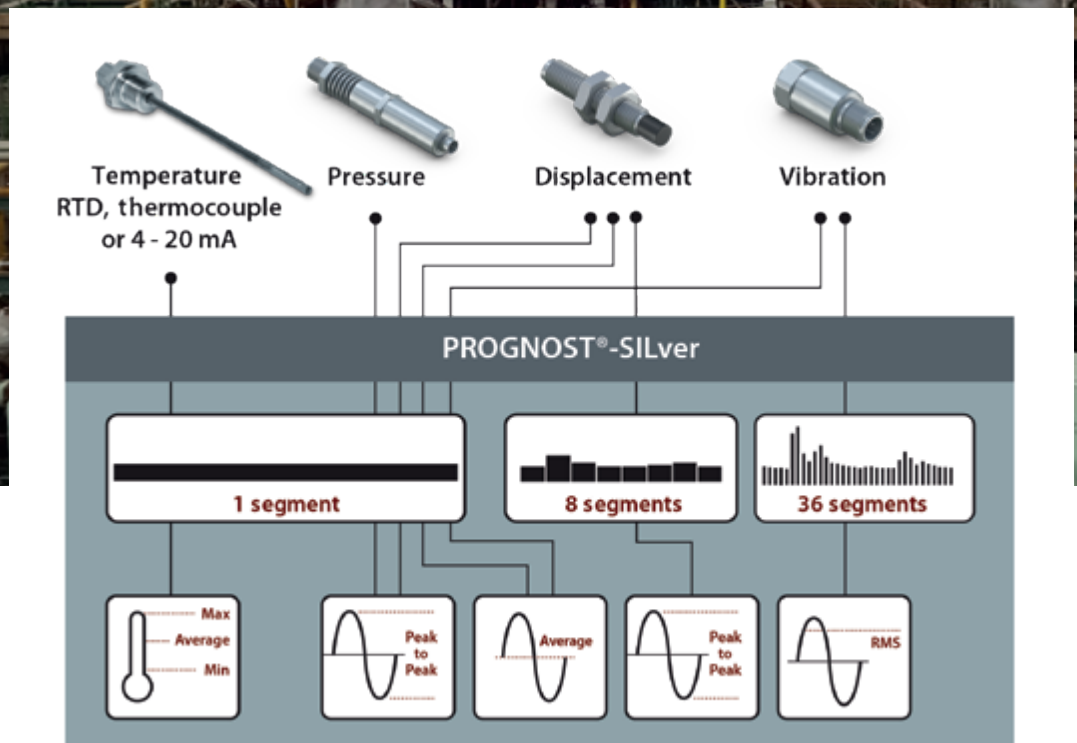 Temperature
RTD, thermocouple
or 4 - 20 mA
Pressure
Displacement
Vibration
PROGNOST®-SILver
1 segment
8 segments
36 segments
Max
Average
Min
Peak
to
Peak
Average
Peak
to
Peak
RMS